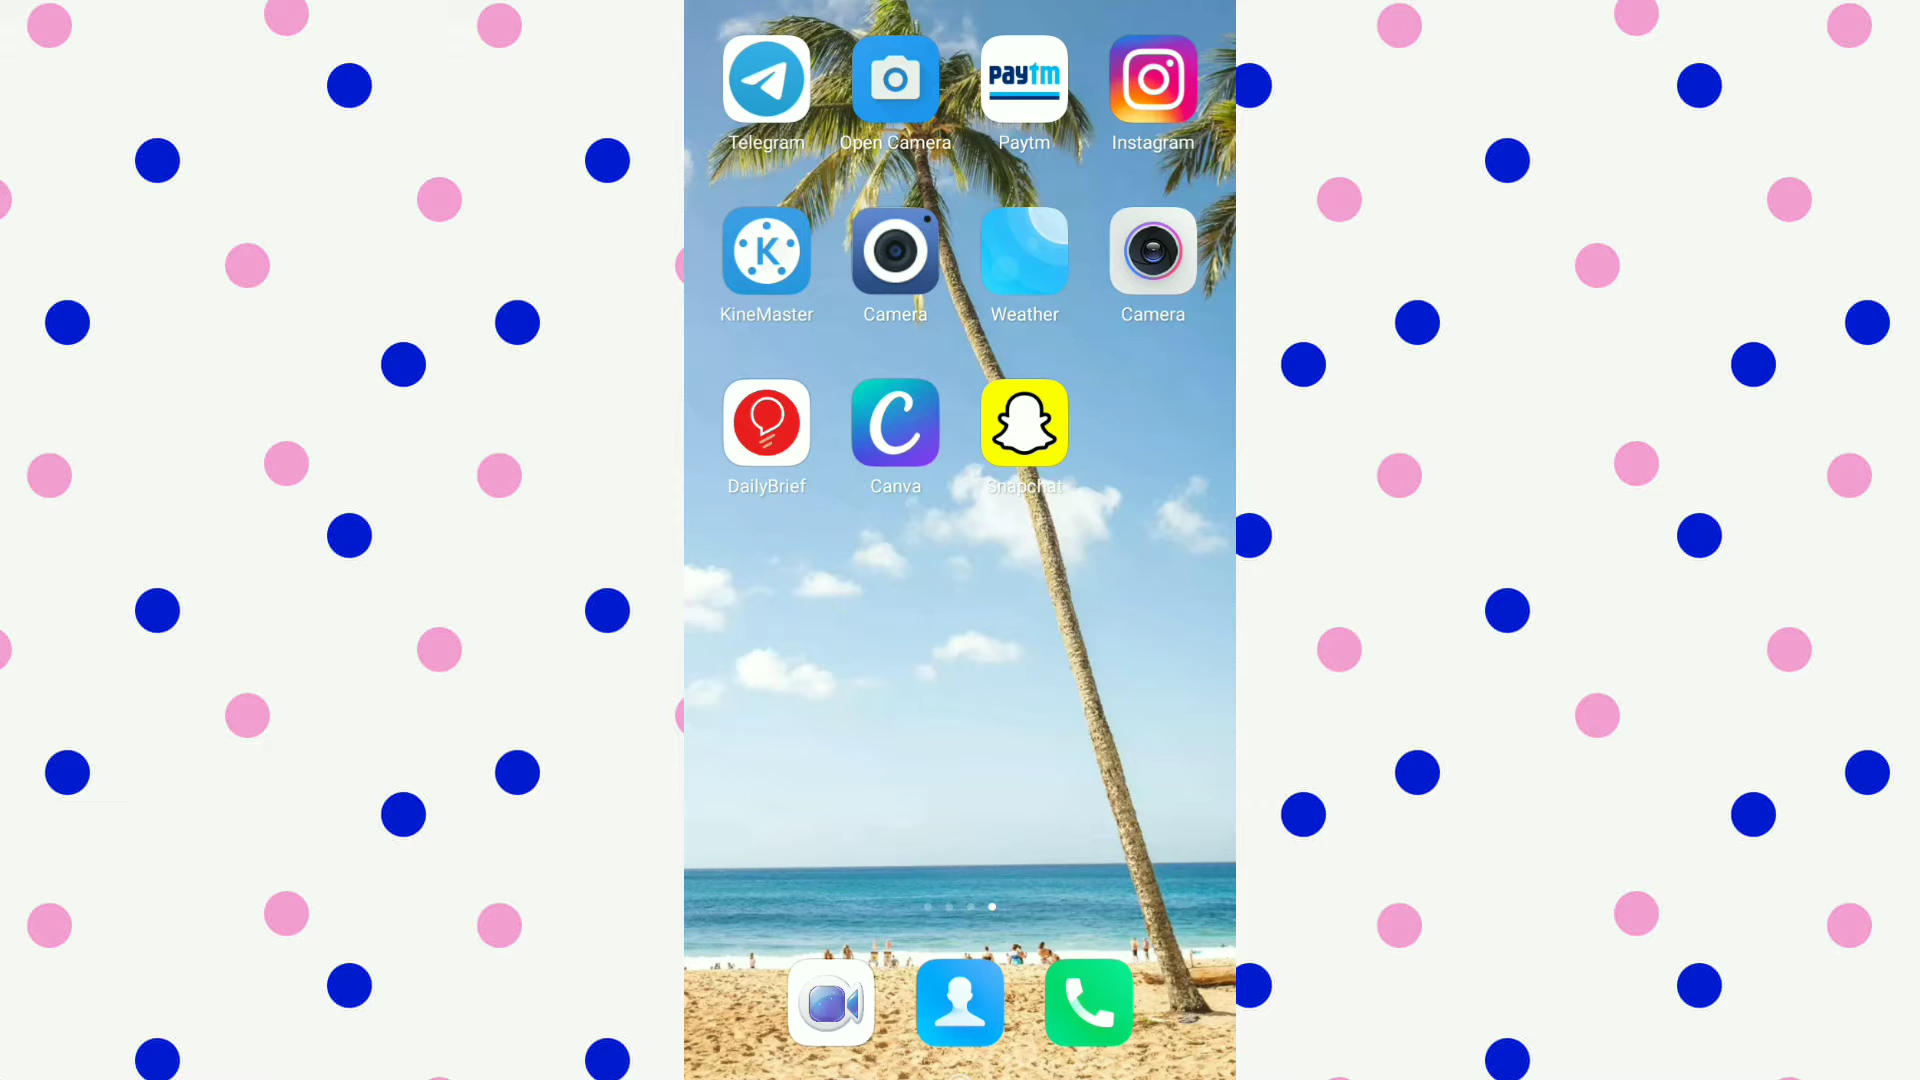 paytm
Telegram
Open Camera
Paytm
Instagram
K
KineMaster
Camera
Weather
Camera
C
DailyBrief
Canva
Snapchat